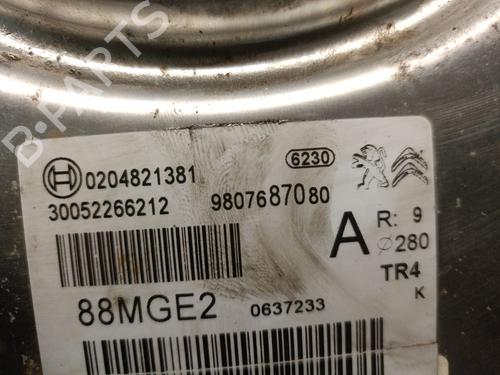 B-PARTS
6230
0204821381
30052266212
9807687080
A
R: 9
⌀280
TR4
K
88MGE2
0637233